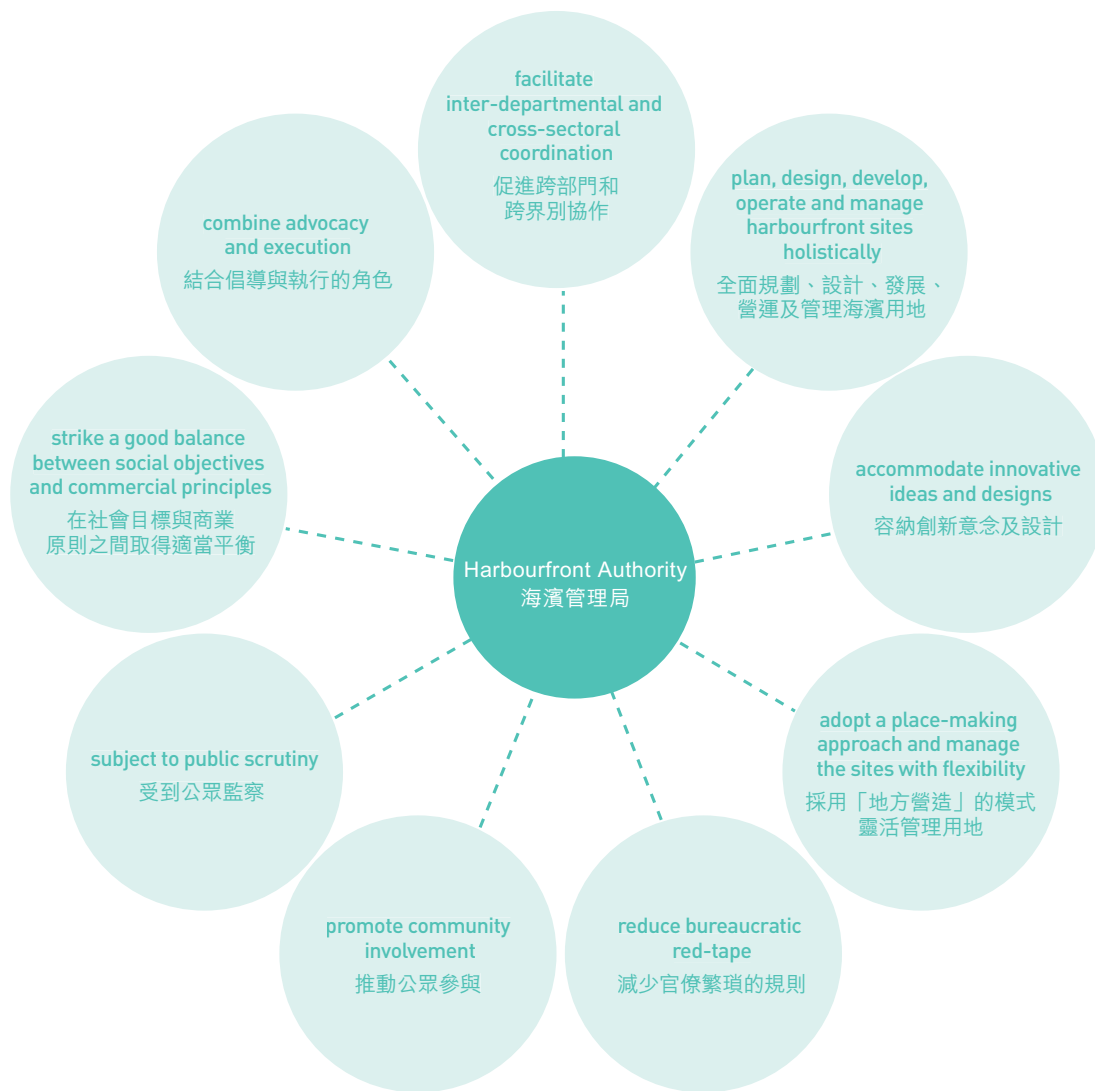 facilitate
inter-departmental and
cross-sectoral
coordination
促進跨部門和
跨界別協作
plan, design, develop,
operate and manage
harbourfront sites
holistically
全面規劃、設計、發展、
營運及管理海濱用地
accommodate innovative
ideas and designs
容納創新意念及設計
adopt a place-making
approach and manage
the sites with flexibility
採用「地方營造」的模式
靈活管理用地
reduce bureaucratic
red-tape
減少官僚繁瑣的規則
promote community
involvement
推動公眾參與
subject to public scrutiny
受到公眾監察
strike a good balance
between social objectives
and commercial principles
在社會目標與商業
原則之間取得適當平衡
combine advocacy
and execution
結合倡導與執行的角色
Harbourfront Authority
海濱管理局